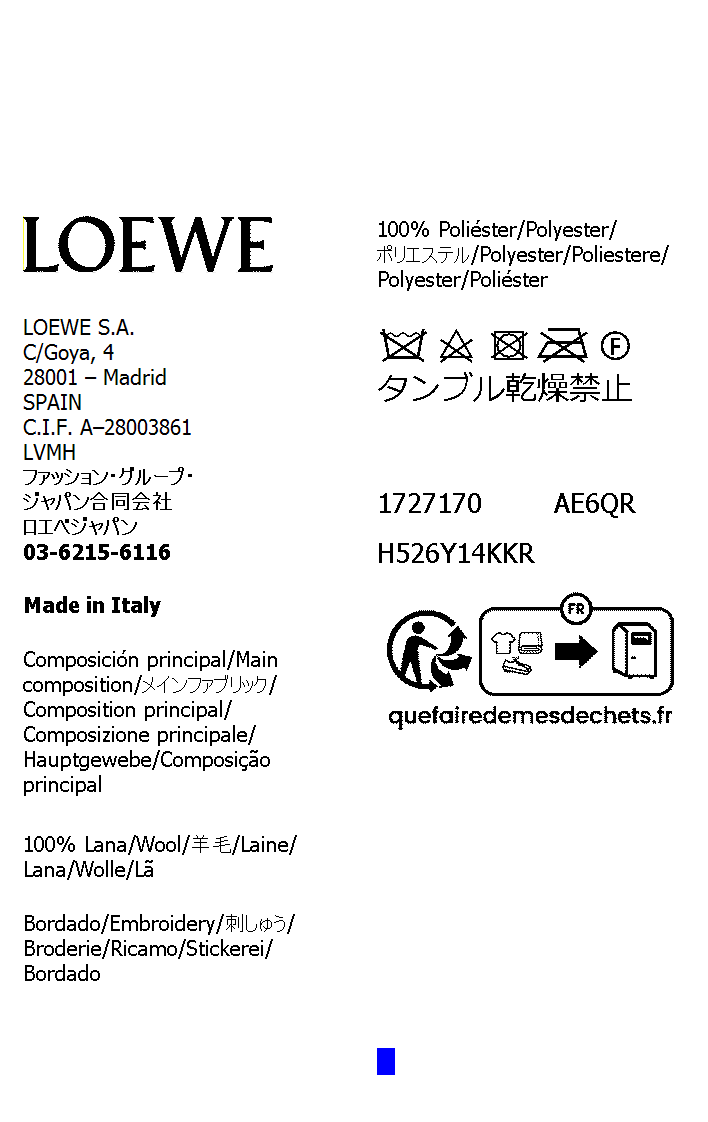 LOEWE
LOEWE S.A.
C/Goya, 4
28001 – Madrid
SPAIN
C.I.F. A–28003861
LVMH
ファッション・グループ・
ジャパン合同会社
ロエベジャパン
03-6215-6116
Made in Italy
Composición principal/Main
composition/メインファブリック/
Composition principal/
Composizione principale/
Hauptgewebe/Composição
principal
100% Lana/Wool/羊毛/Laine/
Lana/Wolle/Lã
Bordado/Embroidery/刺しゅう/
Broderie/Ricamo/Stickerei/
Bordado
100% Poliéster/Polyester/
ポリエステル/Polyester/Poliestere/
Polyester/Poliéster
F
タンブル乾燥禁止
1727170 AE6QR
H526Y14KKR
FR
quefairedemesdechets.fr